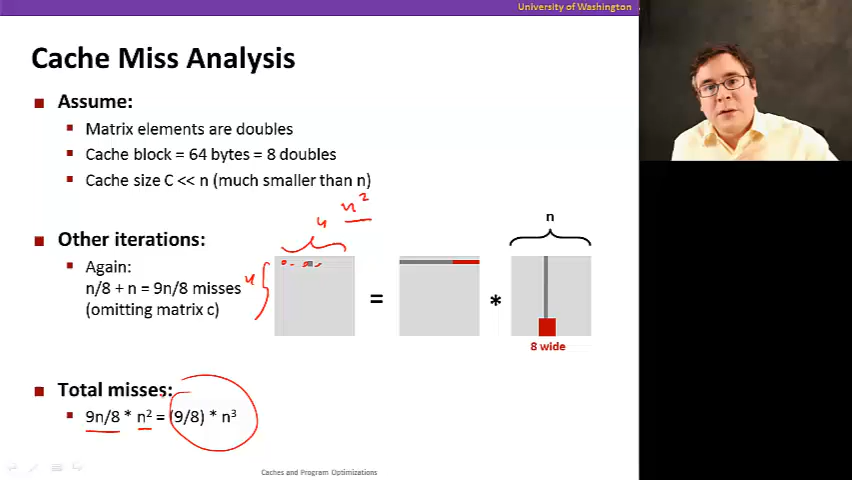 University of Washington
Cache Miss Analysis
Assume:
Matrix elements are doubles
Cache block = 64 bytes = 8 doubles
Cache size C << n (much smaller than n)
n²
n
Other iterations:
Again:
n/8 + n = 9n/8 misses
(omitting matrix c)
n
n
=
*
8 wide
Total misses:
9n/8 * n² = (9/8) * n³
Caches and Program Optimizations